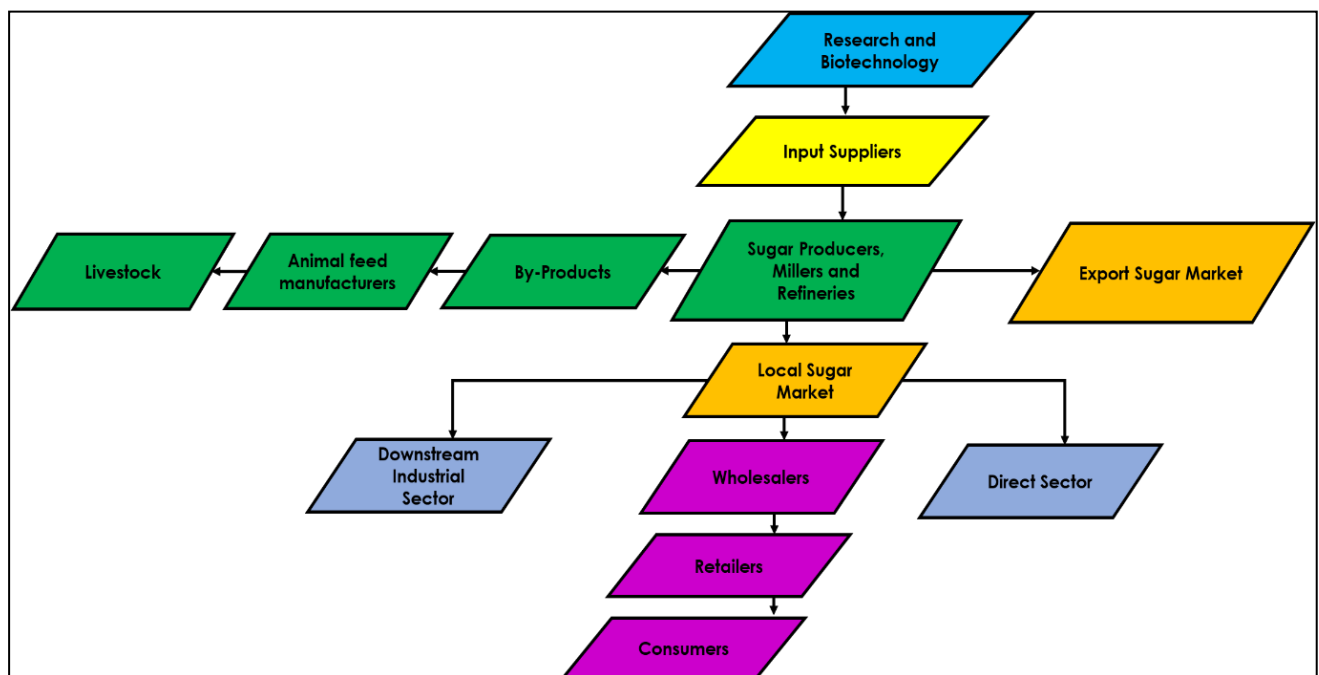 Research and
Biotechnology
Input Suppliers
Sugar Producers,
Millers and
Refineries
Livestock
Animal feed
manufacturers
By-Products
Export Sugar Market
Local Sugar
Market
Downstream
Industrial
Sector
Wholesalers
Direct Sector
Retailers
Consumers